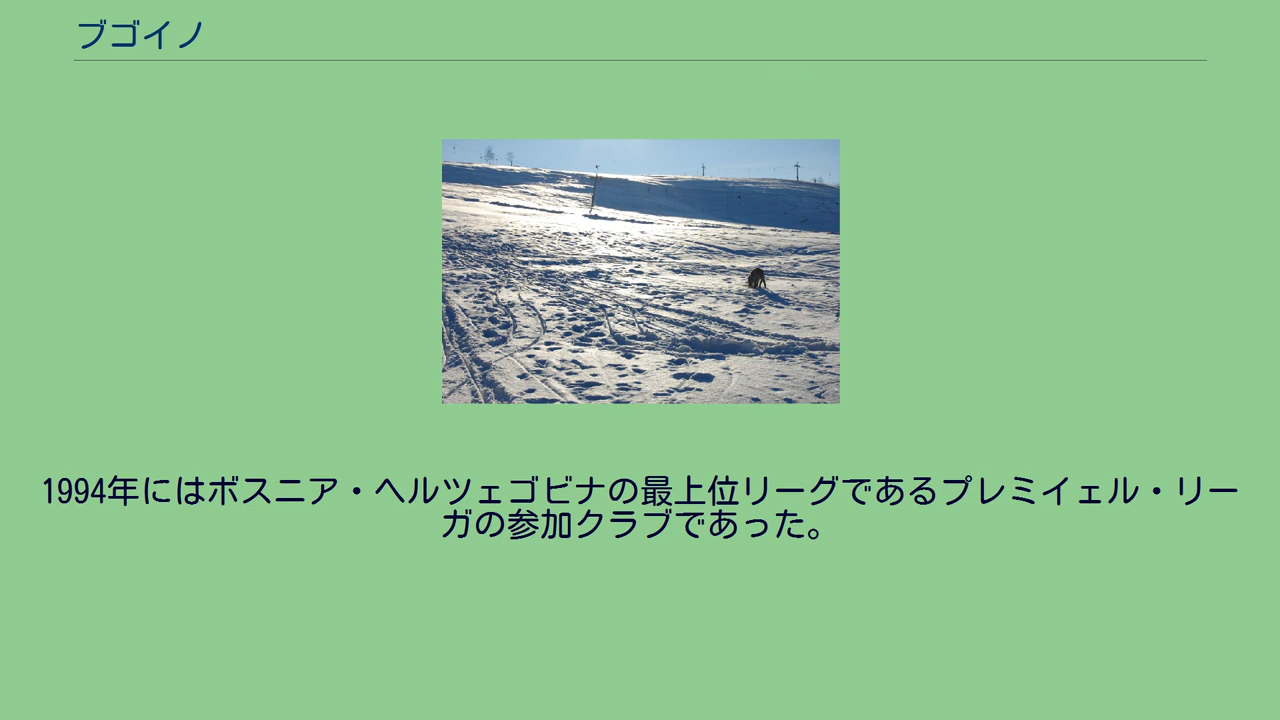 ブゴイノ
1994年にはボスニア・ヘルツェゴビナの最上位リーグであるプレミイェル・リー
ガの参加クラブであった。